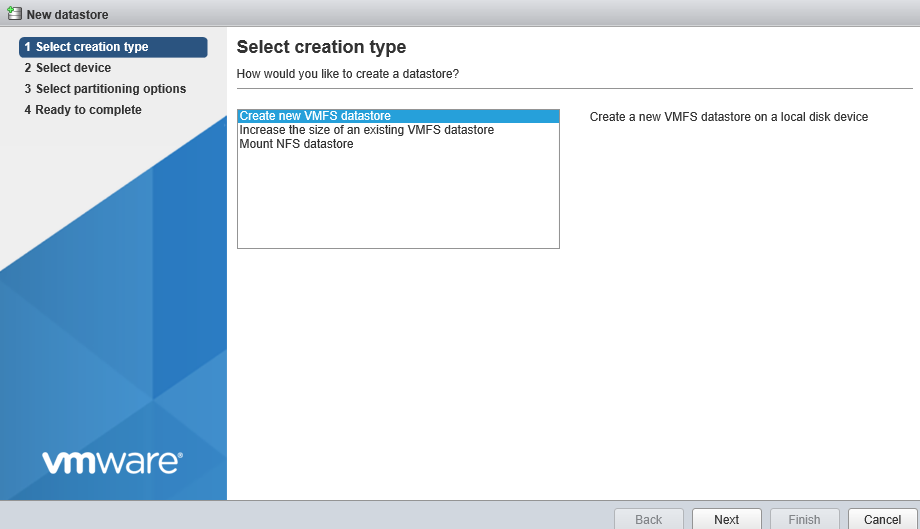 New datastore
1 Select creation type
2 Select device
3 Select partitioning options
4 Ready to complete
Select creation type
How would you like to create a datastore?
Create new VMFS datastore
Increase the size of an existing VMFS datastore
Mount NFS datastore
Create a new VMFS datastore on a local disk device
vmware®
Back
Next
Finish
Cancel